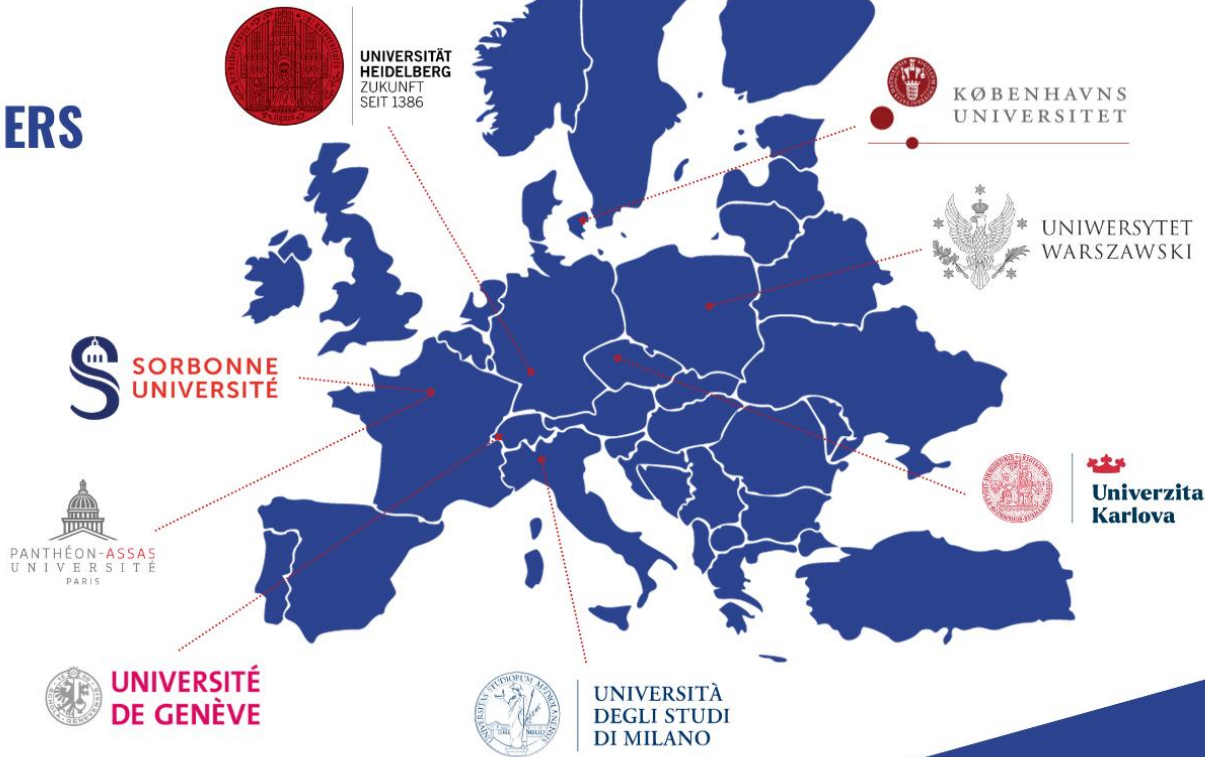 ERS
UNIVERSITÄT
HEIDELBERG
ZUKUNFT
SEIT 1386
KØBENHAVNS
UNIVERSITET
UNIWERSYTET
WARSZAWSKI
SORBONNE
UNIVERSITÉ
PANTHÉON-ASSAS
UNIVERSITÉ
PARIS
Univerzita
Karlova
UNIVERSITÉ
DE GENÈVE
UNIVERSITÀ
DEGLI STUDI
DI MILANO